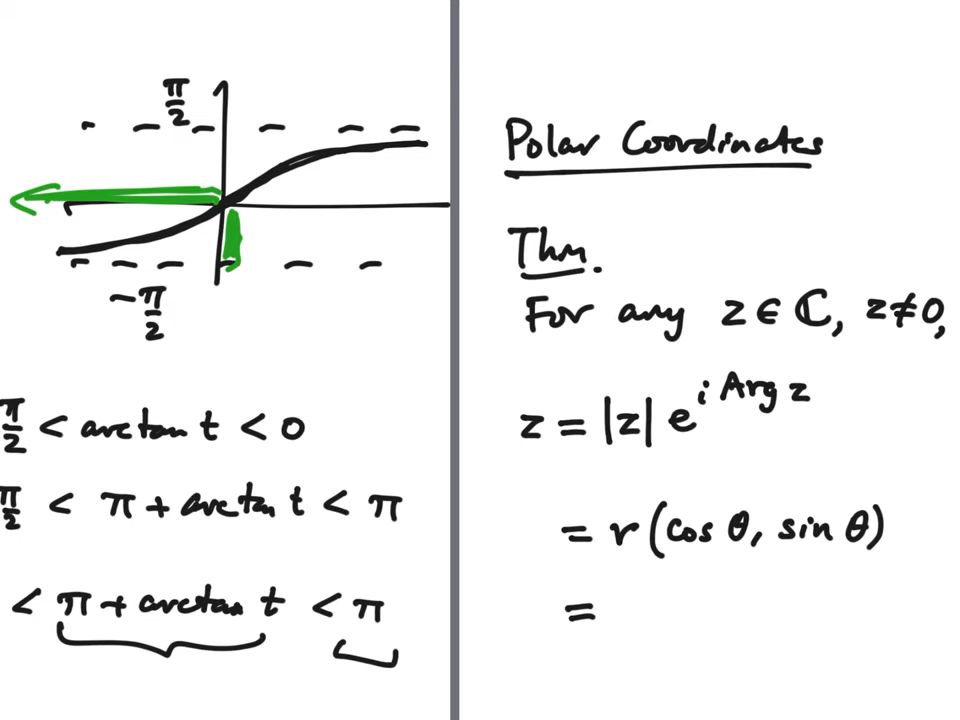 π/2
-π/2
π/2 < arctan t < 0
π/2 < π + arctan t < π
< π + arctan t < π
Polar Coordinates
Thm.
For any z ∈ ℂ, z ≠ 0,
z = |z| e^{i Arg z}
= r (cos θ, sin θ)
=